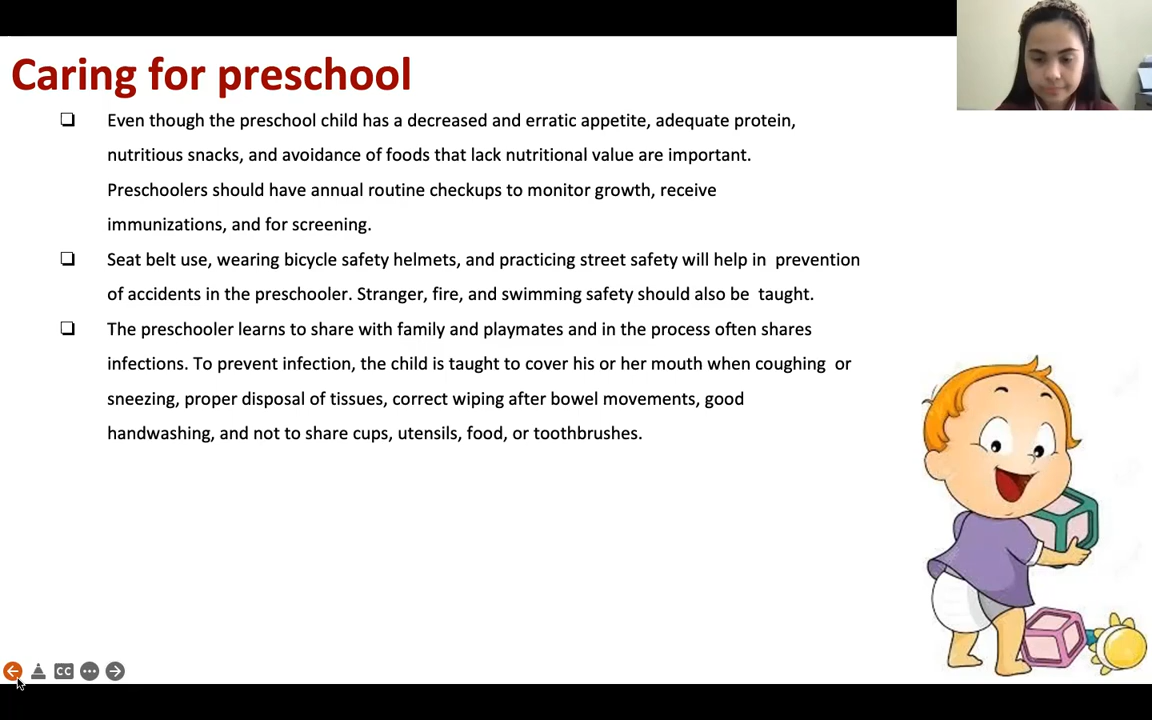 Caring for preschool
❑ Even though the preschool child has a decreased and erratic appetite, adequate protein,
nutritious snacks, and avoidance of foods that lack nutritional value are important.
Preschoolers should have annual routine checkups to monitor growth, receive
immunizations, and for screening.
❑ Seat belt use, wearing bicycle safety helmets, and practicing street safety will help in prevention
of accidents in the preschooler. Stranger, fire, and swimming safety should also be taught.
❑ The preschooler learns to share with family and playmates and in the process often shares
infections. To prevent infection, the child is taught to cover his or her mouth when coughing or
sneezing, proper disposal of tissues, correct wiping after bowel movements, good
handwashing, and not to share cups, utensils, food, or toothbrushes.
CC